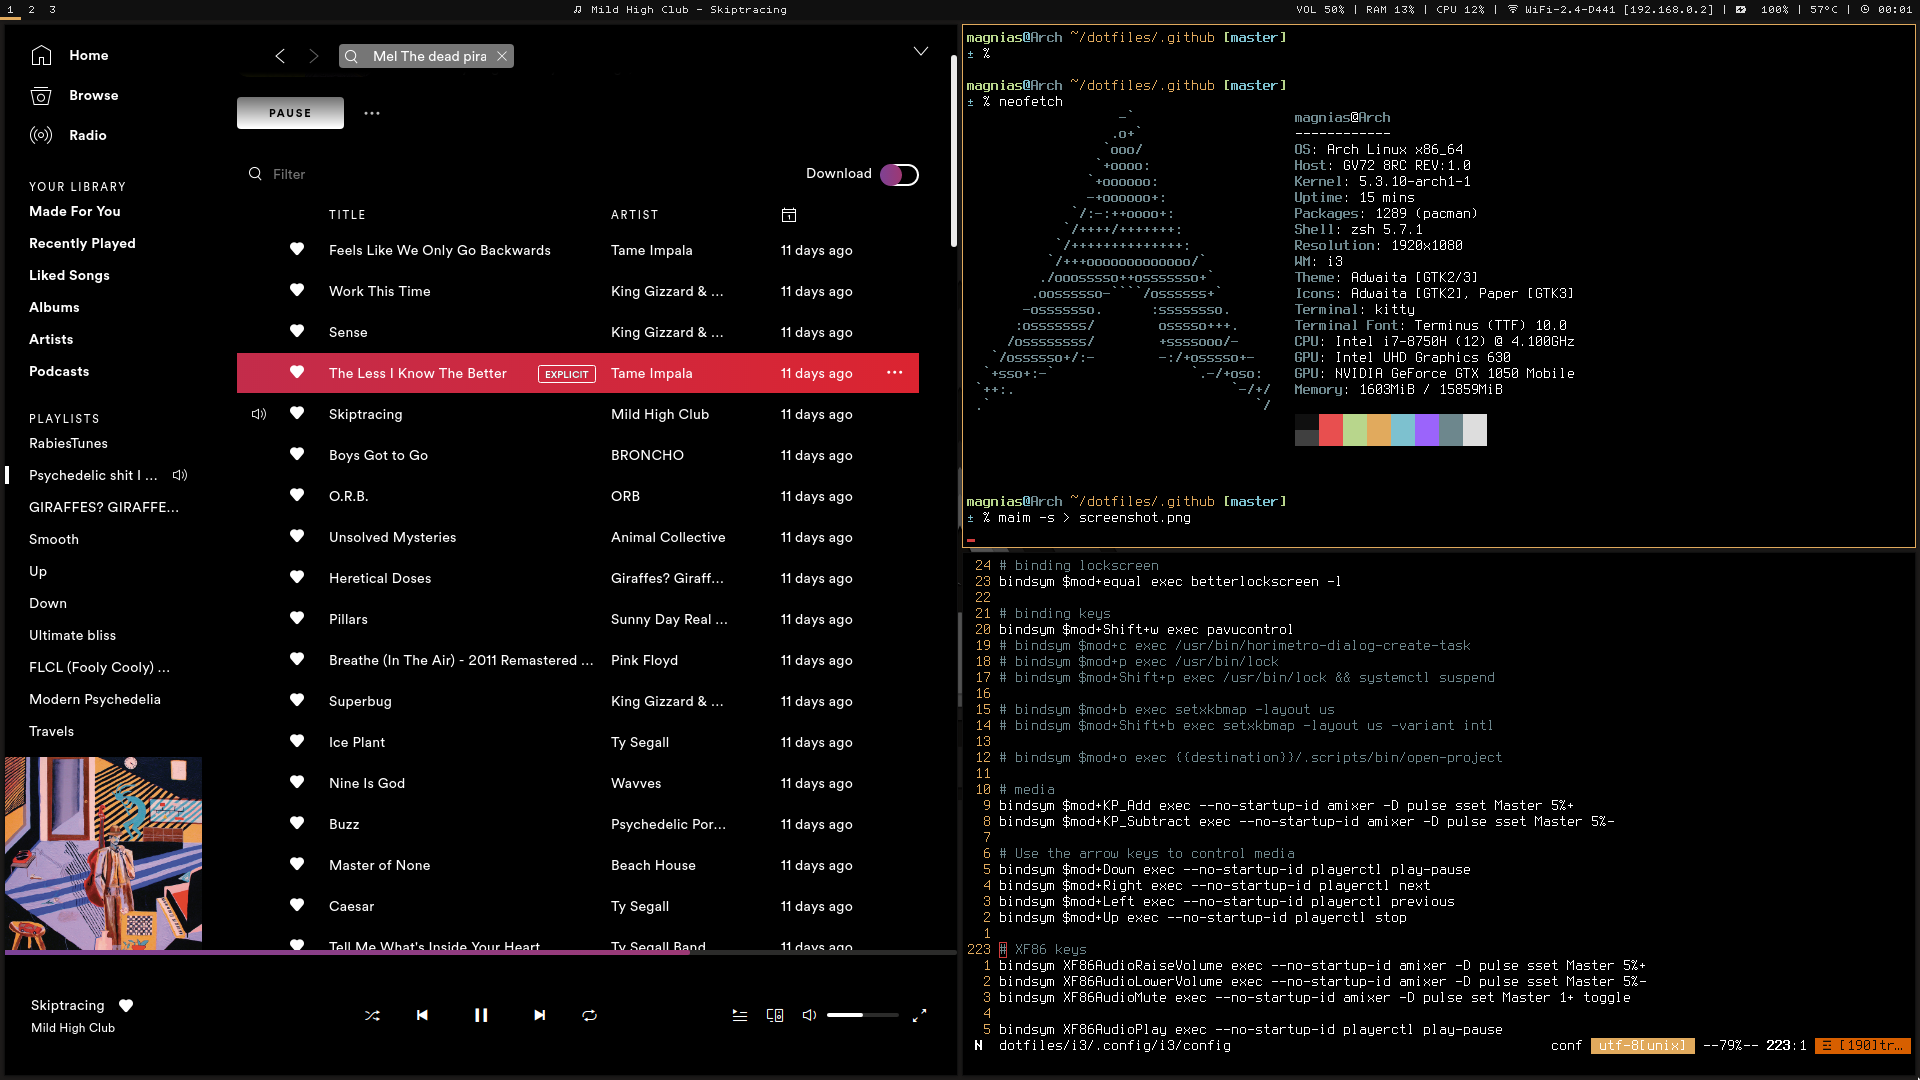 1 2 3
♫ Mild High Club - Skiptracing
VOL 50% | RAM 13% | CPU 12% | WiFi-2.4-D441 [192.168.0.2] | 100% | 57°C | 00:01
Home
Browse
Radio
YOUR LIBRARY
Made For You
Recently Played
Liked Songs
Albums
Artists
Podcasts
PLAYLISTS
RabiesTunes
Psychedelic shit I ...
GIRAFFES? GIRAFFE...
Smooth
Up
Down
Ultimate bliss
FLCL (Fooly Cooly) ...
Modern Psychedelia
Travels
Mel The dead pira
PAUSE
Filter
Download
TITLE ARTIST
Feels Like We Only Go Backwards Tame Impala 11 days ago
Work This Time King Gizzard & ... 11 days ago
Sense King Gizzard & ... 11 days ago
The Less I Know The Better EXPLICIT Tame Impala 11 days ago
Skiptracing Mild High Club 11 days ago
Boys Got to Go BRONCHO 11 days ago
O.R.B. ORB 11 days ago
Unsolved Mysteries Animal Collective 11 days ago
Heretical Doses Giraffes? Giraff... 11 days ago
Pillars Sunny Day Real ... 11 days ago
Breathe (In The Air) - 2011 Remastered ... Pink Floyd 11 days ago
Superbug King Gizzard & ... 11 days ago
Ice Plant Ty Segall 11 days ago
Nine Is God Wavves 11 days ago
Buzz Psychedelic Por... 11 days ago
Master of None Beach House 11 days ago
Caesar Ty Segall 11 days ago
Tell Me What's Inside Your Heart Ty Segall Band 11 days ago
Skiptracing
Mild High Club
magnias@Arch ~/dotfiles/.github [master]
± %
magnias@Arch ~/dotfiles/.github [master]
± % neofetch
magnias@Arch
------------
OS: Arch Linux x86_64
Host: GV72 8RC REV:1.0
Kernel: 5.3.10-arch1-1
Uptime: 15 mins
Packages: 1289 (pacman)
Shell: zsh 5.7.1
Resolution: 1920x1080
WM: i3
Theme: Adwaita [GTK2/3]
Icons: Adwaita [GTK2], Paper [GTK3]
Terminal: kitty
Terminal Font: Terminus (TTF) 10.0
CPU: Intel i7-8750H (12) @ 4.100GHz
GPU: Intel UHD Graphics 630
GPU: NVIDIA GeForce GTX 1050 Mobile
Memory: 1603MiB / 15859MiB
magnias@Arch ~/dotfiles/.github [master]
± % maim -s > screenshot.png
24 # binding lockscreen
23 bindsym $mod+equal exec betterlockscreen -l
22
21 # binding keys
20 bindsym $mod+Shift+w exec pavucontrol
19 # bindsym $mod+c exec /usr/bin/horimetro-dialog-create-task
18 # bindsym $mod+p exec /usr/bin/lock
17 # bindsym $mod+Shift+p exec /usr/bin/lock && systemctl suspend
16
15 # bindsym $mod+b exec setxkbmap -layout us
14 # bindsym $mod+Shift+b exec setxkbmap -layout us -variant intl
13
12 # bindsym $mod+o exec {{destination}}/.scripts/bin/open-project
11
10 # media
9 bindsym $mod+KP_Add exec --no-startup-id amixer -D pulse sset Master 5%+
8 bindsym $mod+KP_Subtract exec --no-startup-id amixer -D pulse sset Master 5%-
7
6 # Use the arrow keys to control media
5 bindsym $mod+Down exec --no-startup-id playerctl play-pause
4 bindsym $mod+Right exec --no-startup-id playerctl next
3 bindsym $mod+Left exec --no-startup-id playerctl previous
2 bindsym $mod+Up exec --no-startup-id playerctl stop
1
223 # XF86 keys
1 bindsym XF86AudioRaiseVolume exec --no-startup-id amixer -D pulse sset Master 5%+
2 bindsym XF86AudioLowerVolume exec --no-startup-id amixer -D pulse sset Master 5%-
3 bindsym XF86AudioMute exec --no-startup-id amixer -D pulse set Master 1+ toggle
4
5 bindsym XF86AudioPlay exec --no-startup-id playerctl play-pause
N dotfiles/i3/.config/i3/config conf utf-8[unix] --79%-- 223:1 Ξ [190]tr…